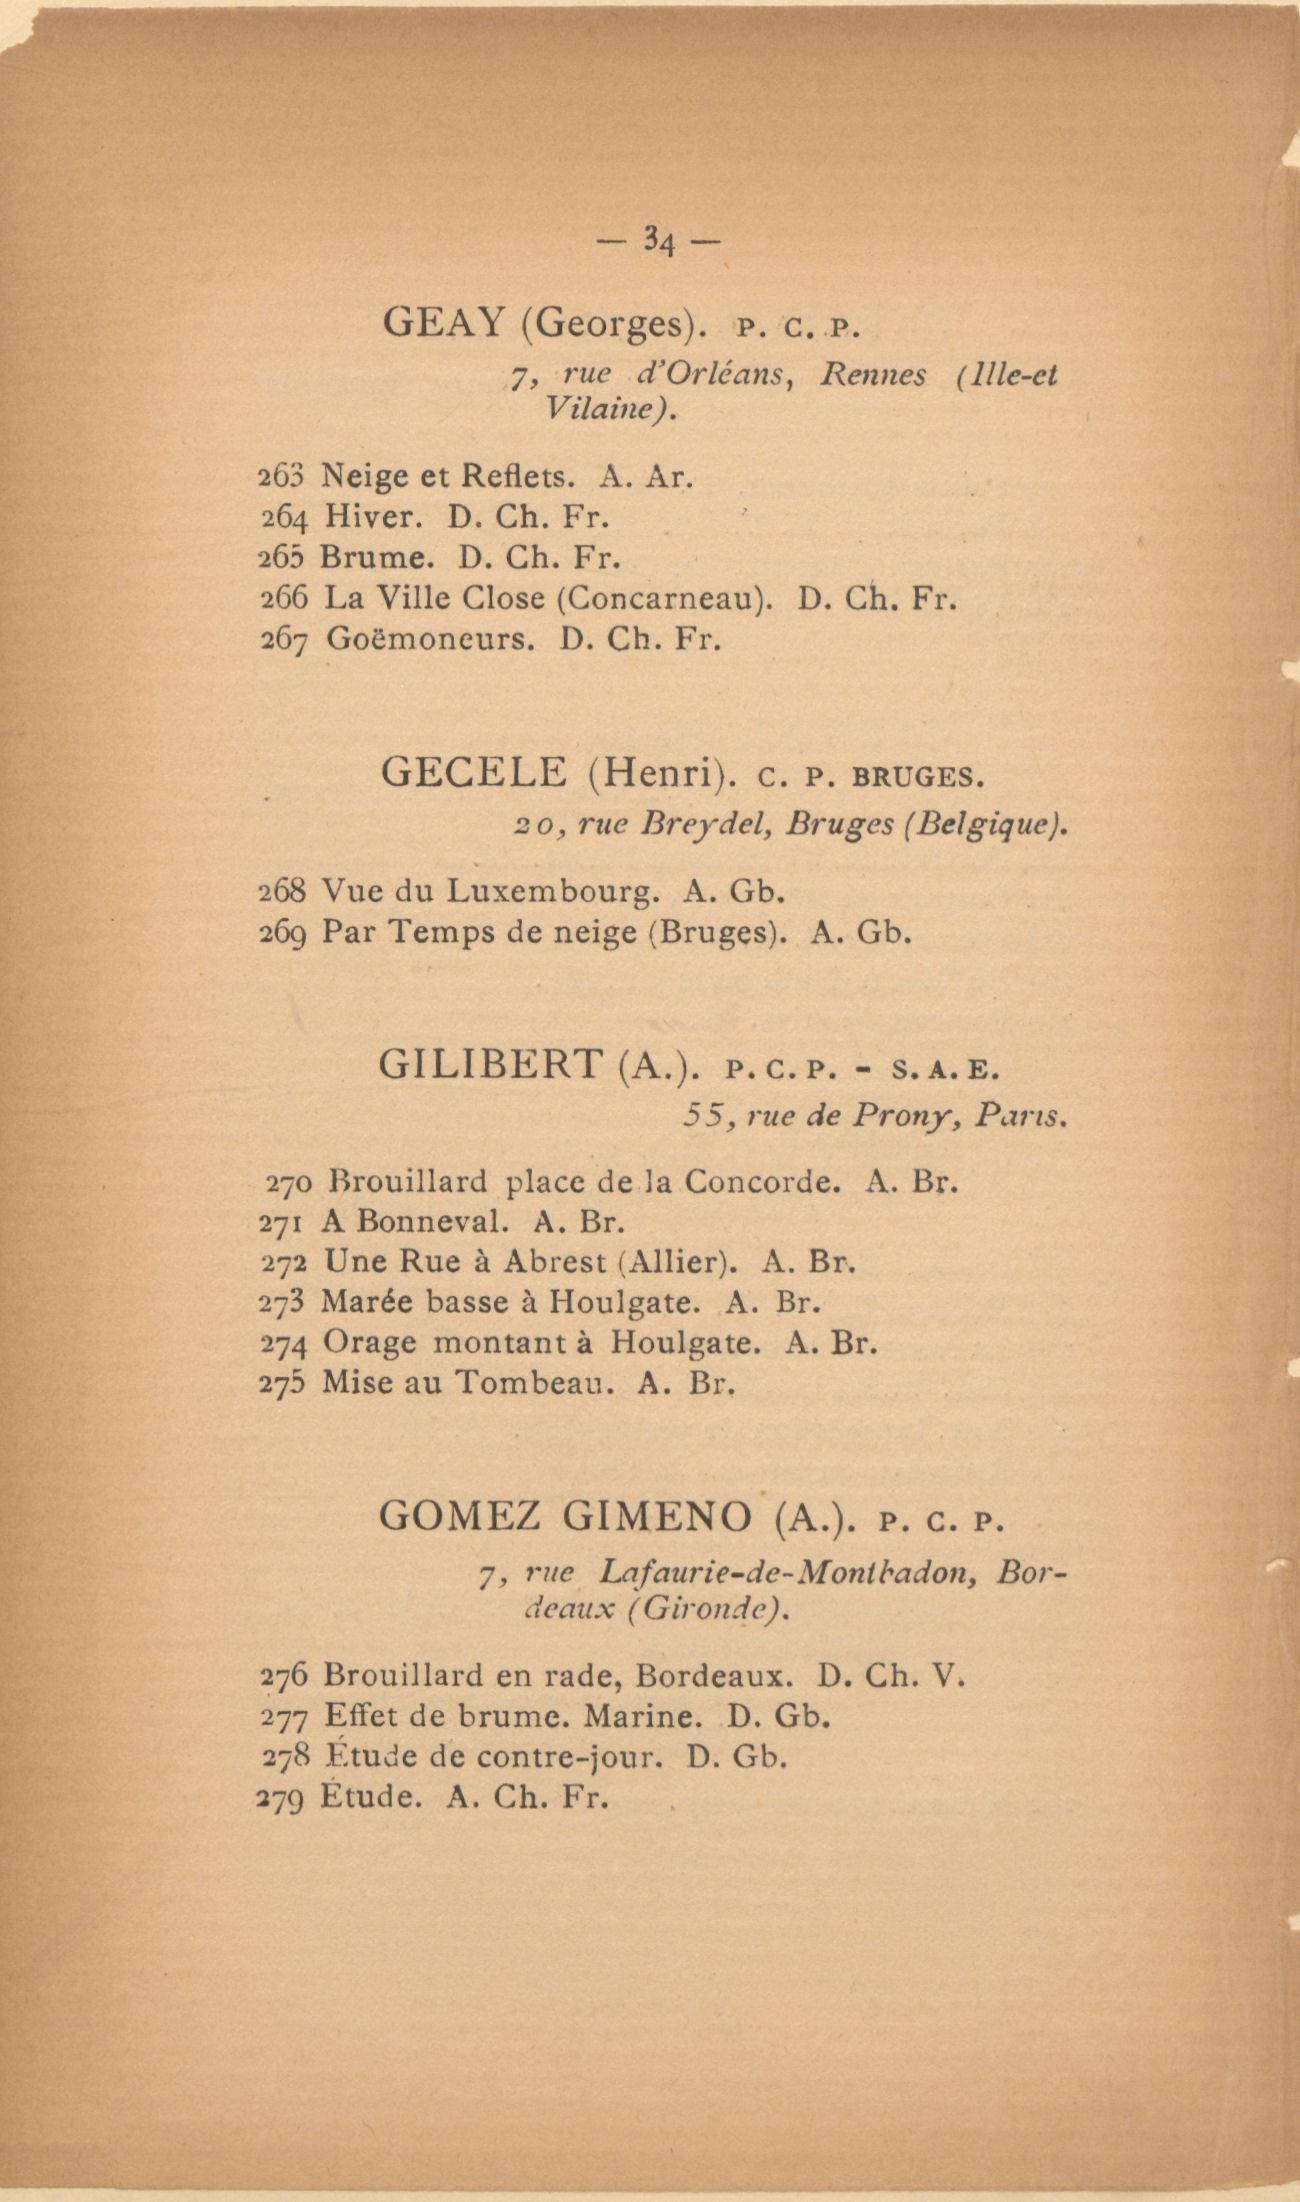 — 34 —
GEAY (Georges). P. C. P.
7, rue d'Orléans, Rennes (Ille-et
Vilaine).
263 Neige et Reflets. A. Ar.
264 Hiver. D. Ch. Fr.
265 Brume. D. Ch. Fr.
266 La Ville Close (Concarneau). D. Ch. Fr.
267 Goëmoneurs. D. Ch. Fr.
GECELE (Henri). C. P. BRUGES.
20, rue Breydel, Bruges (Belgique).
268 Vue du Luxembourg. A. Gb.
269 Par Temps de neige (Bruges). A. Gb.
GILIBERT (A.). P. C. P. - S. A. E.
55, rue de Prony, Paris.
270 Brouillard place de la Concorde. A. Br.
271 A Bonneval. A. Br.
272 Une Rue à Abrest (Allier). A. Br.
273 Marée basse à Houlgate. A. Br.
274 Orage montant à Houlgate. A. Br.
275 Mise au Tombeau. A. Br.
GOMEZ GIMENO (A.). P. C. P.
7, rue Lafaurie-de-Montbadon, Bor-
deaux (Gironde).
276 Brouillard en rade, Bordeaux. D. Ch. V.
277 Effet de brume. Marine. D. Gb.
278 Étude de contre-jour. D. Gb.
279 Étude. A. Ch. Fr.